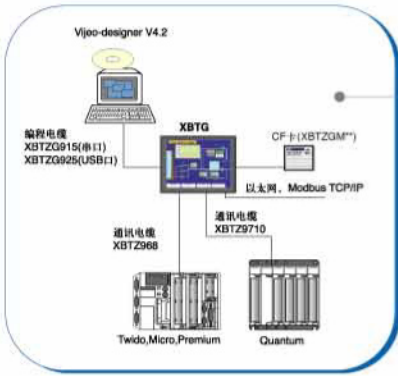 Vijeo-designer V4.2
编程电缆
XBTZG915(串口)
XBTZG925(USB口)
XBTG
CF卡(XBTZGM**)
以太网、Modbus TCP/IP
通讯电缆
XBTZ9710
通讯电缆
XBTZ968
Twido,Micro,Premium
Quantum